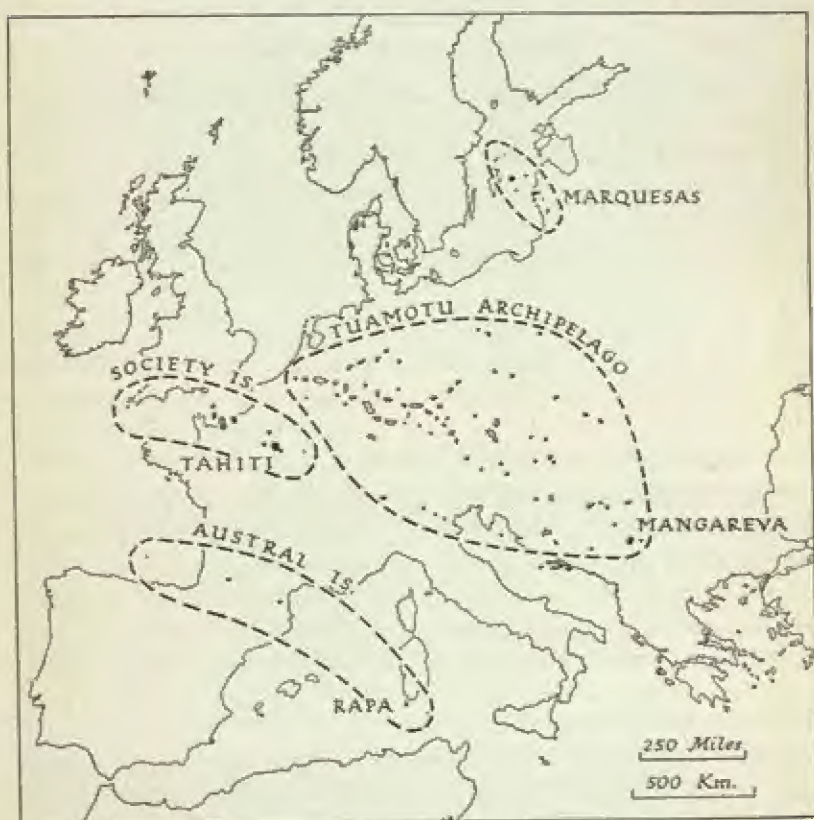 MARQUESAS
TUAMOTU ARCHIPELAGO
SOCIETY IS.
TAHITI
MANGAREVA
AUSTRAL IS.
RAPA
250 Miles
500 Km.